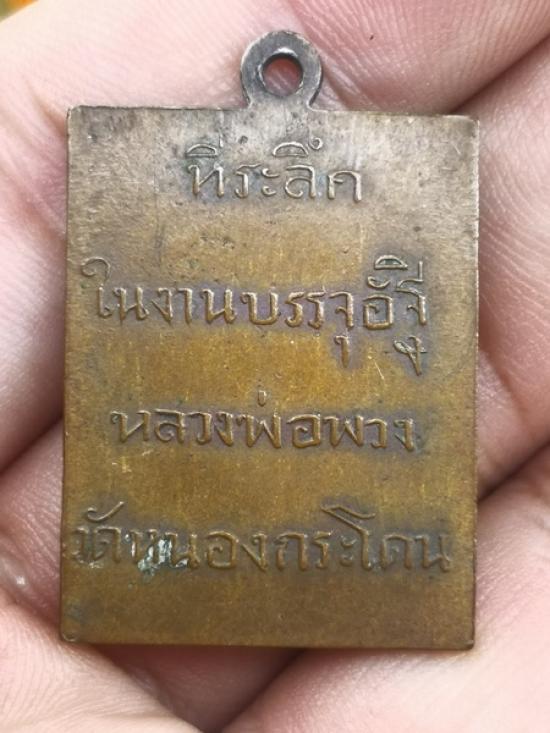 ที่ระลึก
ในงานบรรจุอัฐิ
หลวงพ่อพวง
วัดหนองกระโดน